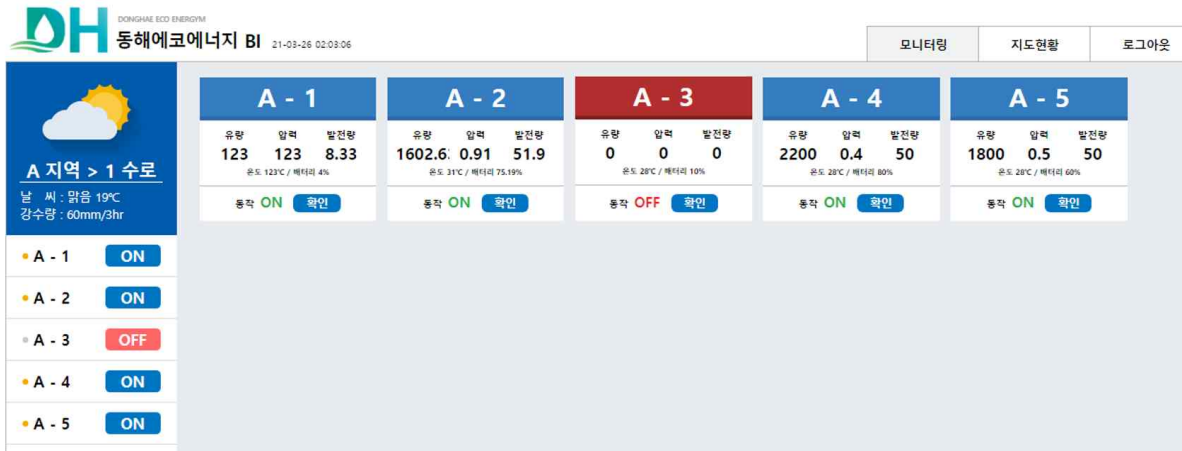 DH
DONGHAE ECO ENERGYM
동해에코에너지 BI 21-03-26 02:03:06
모니터링 지도현황 로그아웃
A 지역 > 1 수로
날 씨 : 맑음 19℃
강수량 : 60mm/3hr
A - 1 ON
A - 2 ON
A - 3 OFF
A - 4 ON
A - 5 ON
A - 1
유량 압력 발전량
123 123 8.33
온도 123℃ / 배터리 4%
동작 ON 확인
A - 2
유량 압력 발전량
1602.6 0.91 51.9
온도 31℃ / 배터리 75.19%
동작 ON 확인
A - 3
유량 압력 발전량
0 0 0
온도 28℃ / 배터리 10%
동작 OFF 확인
A - 4
유량 압력 발전량
2200 0.4 50
온도 28℃ / 배터리 80%
동작 ON 확인
A - 5
유량 압력 발전량
1800 0.5 50
온도 28℃ / 배터리 60%
동작 ON 확인